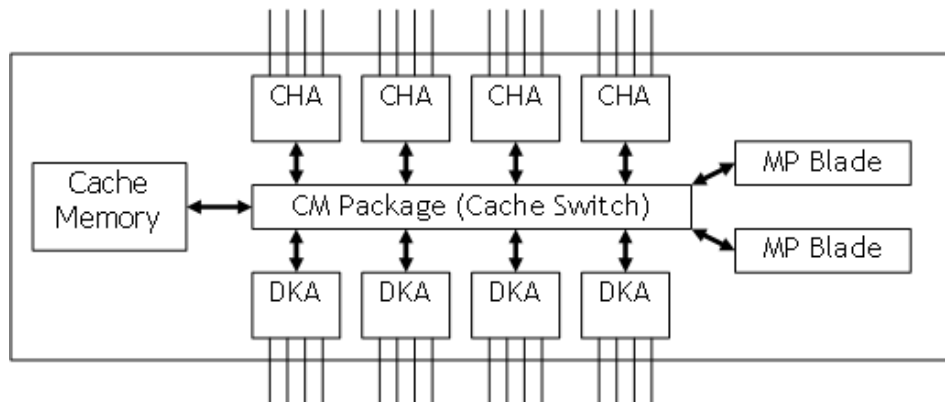 CHA
CHA
CHA
CHA
MP Blade
Cache
Memory
CM Package (Cache Switch)
MP Blade
DKA
DKA
DKA
DKA